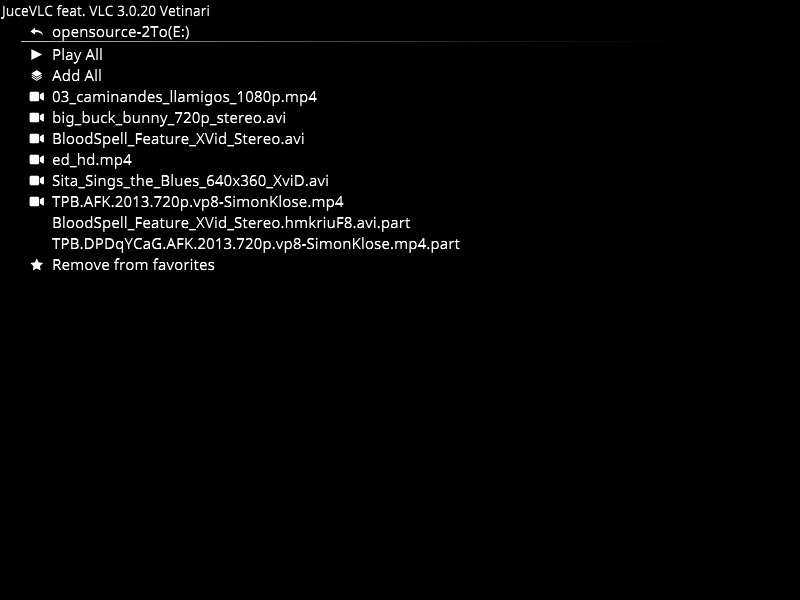 JuceVLC feat. VLC 3.0.20 Vetinari
opensource-2To(E:)
Play All
Add All
03_caminandes_llamigos_1080p.mp4
big_buck_bunny_720p_stereo.avi
BloodSpell_Feature_XVid_Stereo.avi
ed_hd.mp4
Sita_Sings_the_Blues_640x360_XviD.avi
TPB.AFK.2013.720p.vp8-SimonKlose.mp4
BloodSpell_Feature_XVid_Stereo.hmkriuF8.avi.part
TPB.DPDqYCaG.AFK.2013.720p.vp8-SimonKlose.mp4.part
Remove from favorites